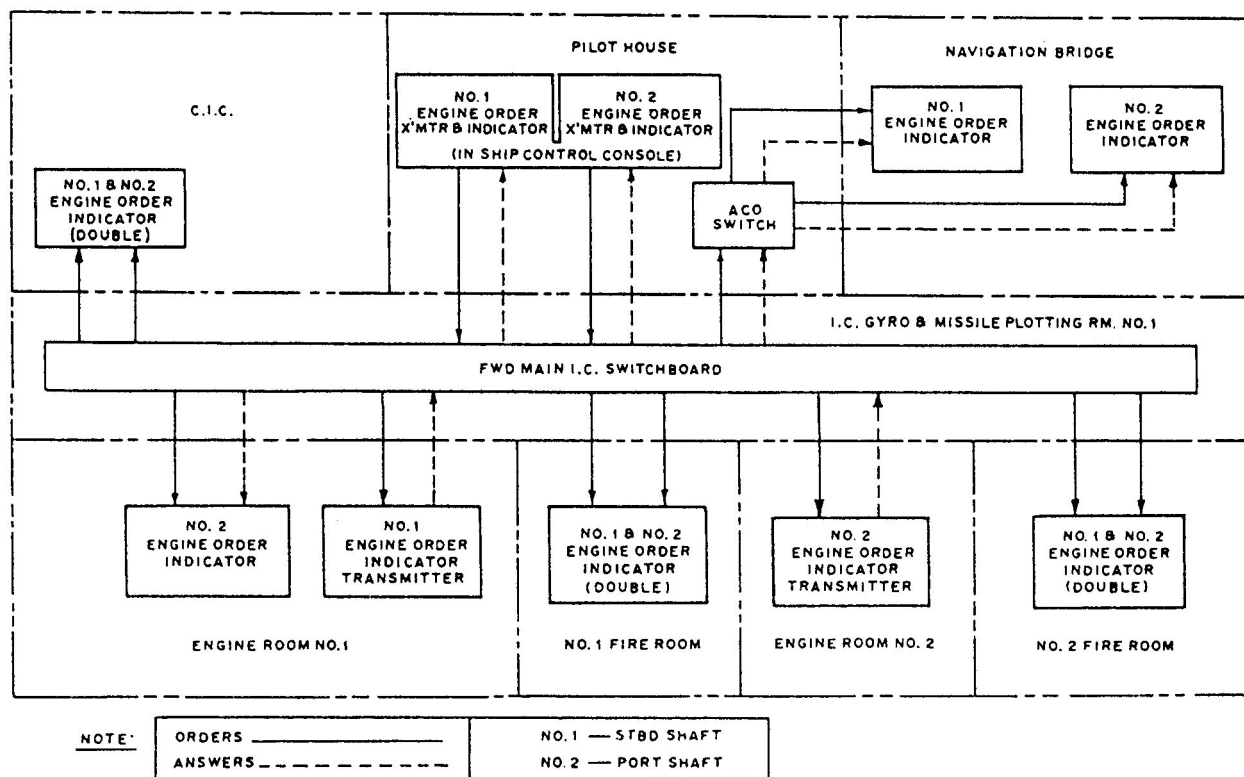 PILOT HOUSE
NAVIGATION BRIDGE
C.I.C.
NO.1
ENGINE ORDER
X'MTR & INDICATOR
NO. 2
ENGINE ORDER
X'MTR & INDICATOR
(IN SHIP CONTROL CONSOLE)
NO.1
ENGINE ORDER
INDICATOR
NO. 2
ENGINE ORDER
INDICATOR
NO.1 & NO.2
ENGINE ORDER
INDICATOR
(DOUBLE)
ACO
SWITCH
I.C. GYRO & MISSILE PLOTTING RM. NO.1
FWD MAIN I.C. SWITCHBOARD
NO. 2
ENGINE ORDER
INDICATOR
NO.1
ENGINE ORDER
INDICATOR
TRANSMITTER
NO.1 & NO.2
ENGINE ORDER
INDICATOR
(DOUBLE)
NO. 2
ENGINE ORDER
INDICATOR
TRANSMITTER
NO.1 & NO.2
ENGINE ORDER
INDICATOR
(DOUBLE)
ENGINE ROOM NO.1
NO.1 FIRE ROOM
ENGINE ROOM NO.2
NO.2 FIRE ROOM
NOTE:
ORDERS
ANSWERS
NO.1 — STBD SHAFT
NO.2 — PORT SHAFT